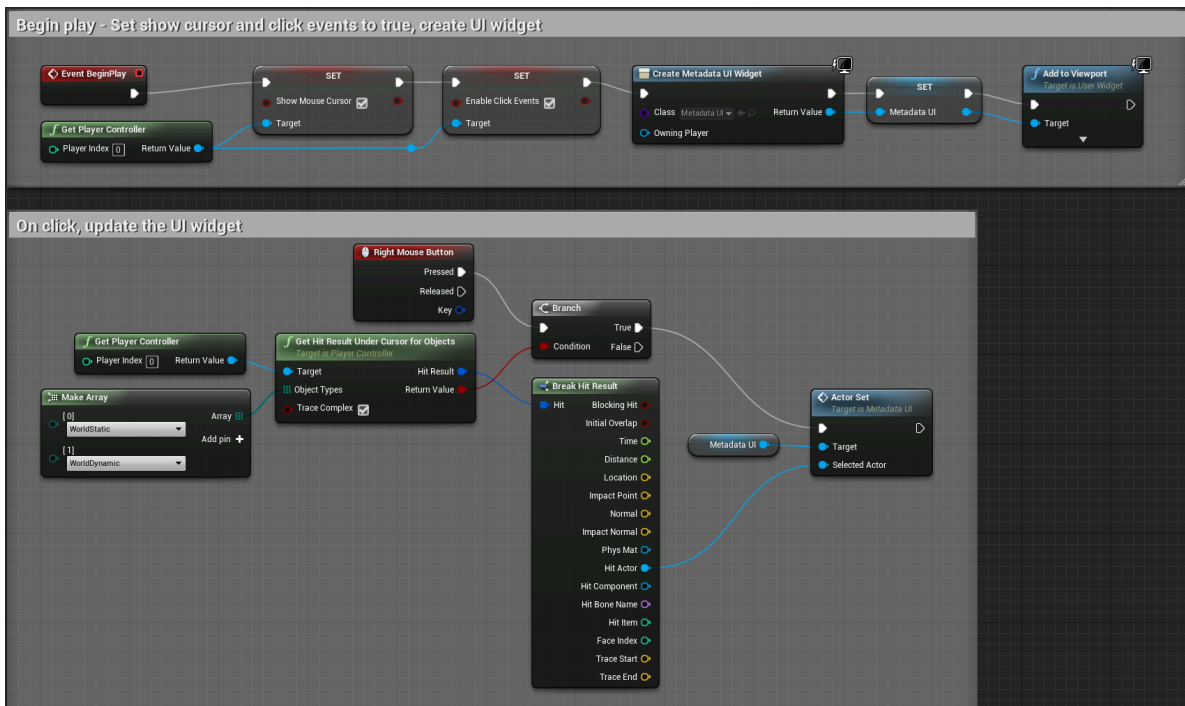 Begin play - Set show cursor and click events to true, create UI widget
Event BeginPlay
SET
Show Mouse Cursor
Target
SET
Enable Click Events
Target
Create Metadata UI Widget
Class
Metadata UI
Return Value
Owning Player
SET
Metadata UI
Add to Viewport
Target is User Widget
Target
Get Player Controller
Player Index 0
Return Value
On click, update the UI widget
Right Mouse Button
Pressed
Released
Key
Branch
True
Condition
False
Get Player Controller
Player Index 0
Return Value
Get Hit Result Under Cursor for Objects
Target is Player Controller
Target
Hit Result
Object Types
Return Value
Trace Complex
Make Array
[0]
Array
WorldStatic
Add pin +
[1]
WorldDynamic
Break Hit Result
Hit
Blocking Hit
Initial Overlap
Time
Distance
Location
Impact Point
Normal
Impact Normal
Phys Mat
Hit Actor
Hit Component
Hit Bone Name
Hit Item
Face Index
Trace Start
Trace End
Metadata UI
Actor Set
Target is Metadata UI
Target
Selected Actor